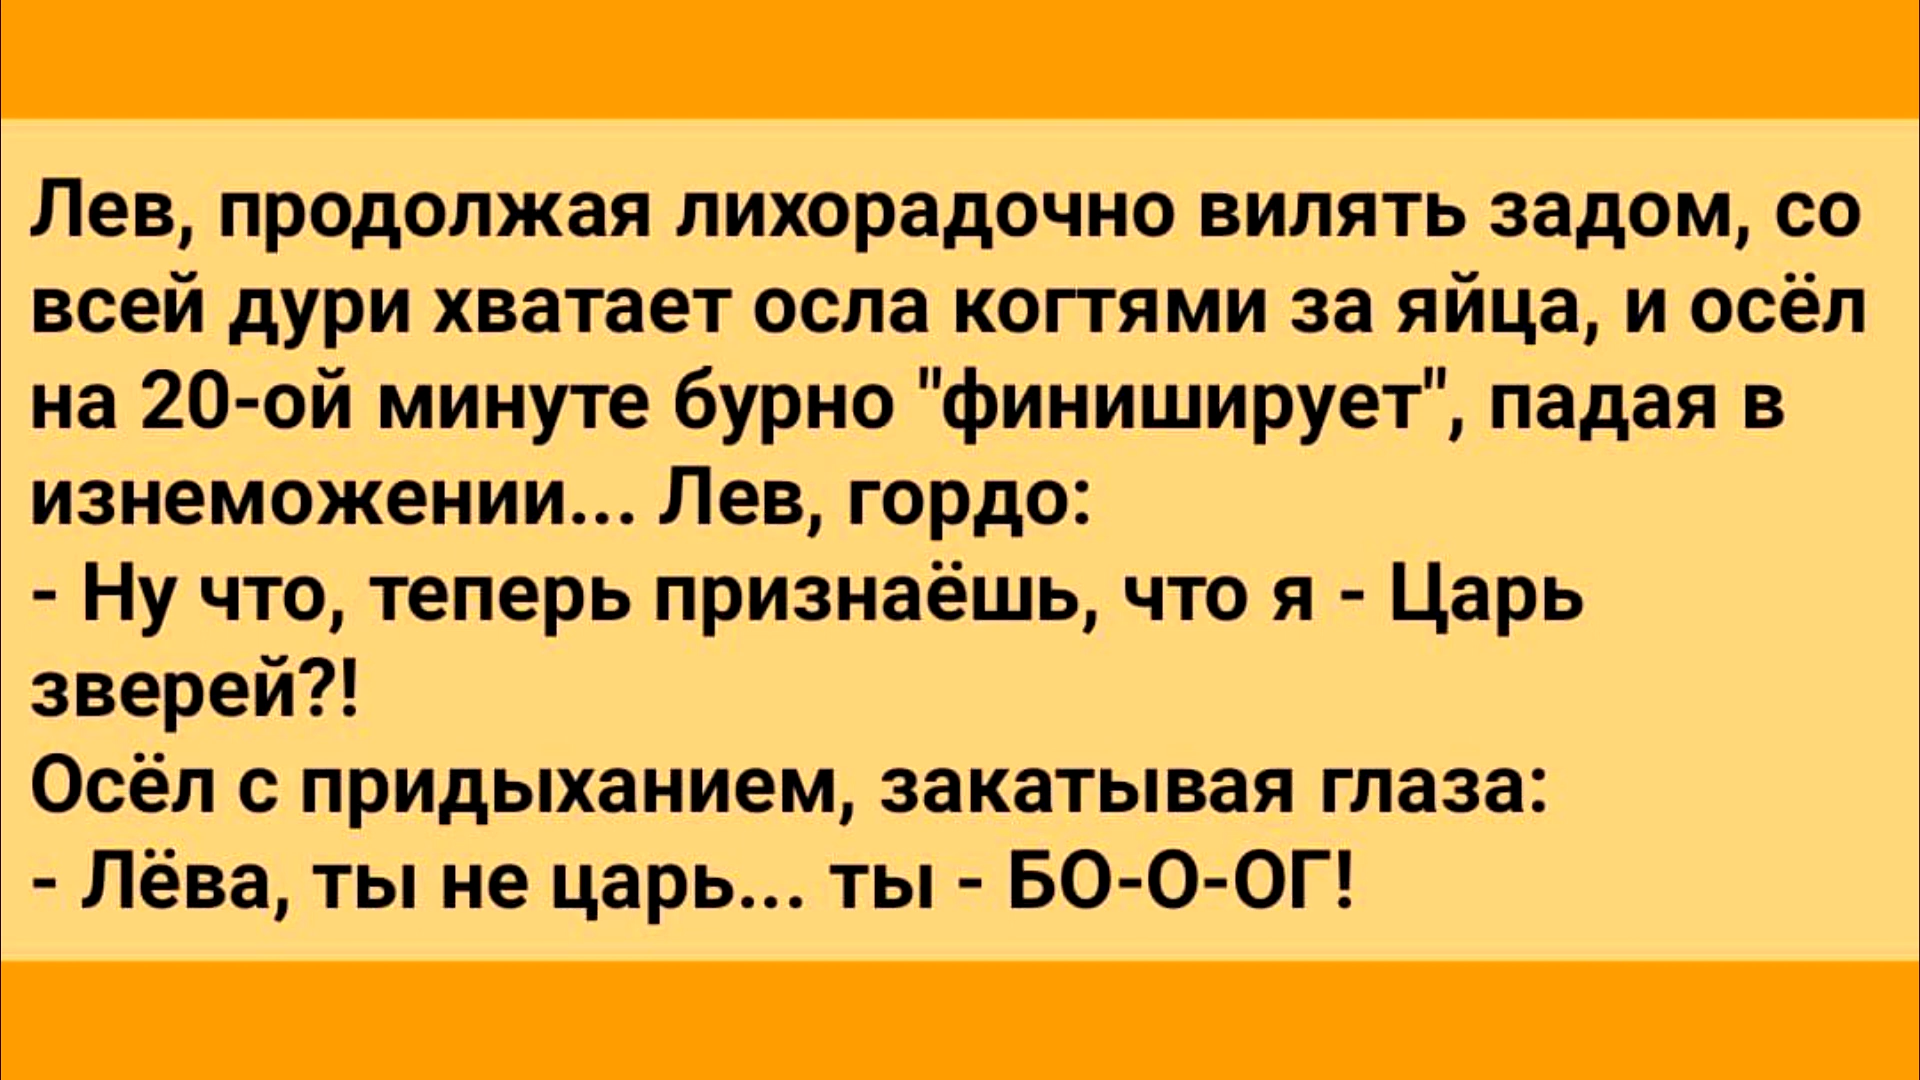 Лев, продолжая лихорадочно вилять задом, со
всей дури хватает осла когтями за яйца, и осёл
на 20-ой минуте бурно "финиширует", падая в
изнеможении... Лев, гордо:
- Ну что, теперь признаёшь, что я - Царь
зверей?!
Осёл с придыханием, закатывая глаза:
- Лёва, ты не царь... ты - БО-О-ОГ!